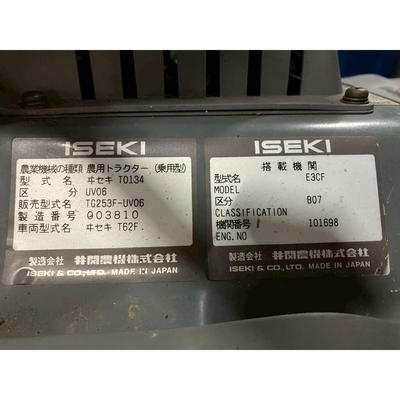 ISEKI
農業機械の種類 農用トラクター(乗用型)
型式名 ヰセキ TO134
区分 UV06
販売型式名 TG253F-UV06
製造番号 003810
車両型式名 ヰセキ T62F
製造会社 井関農機株式会社
ISEKI & CO.,LTD. MADE IN JAPAN
ISEKI
搭載機関
型式名 E3CF
MODEL
区分 B07
CLASSIFICATION
機関番号 101698
ENG.NO
製造会社 井関農機株式会社
ISEKI & CO.,LTD. MADE IN JAPAN